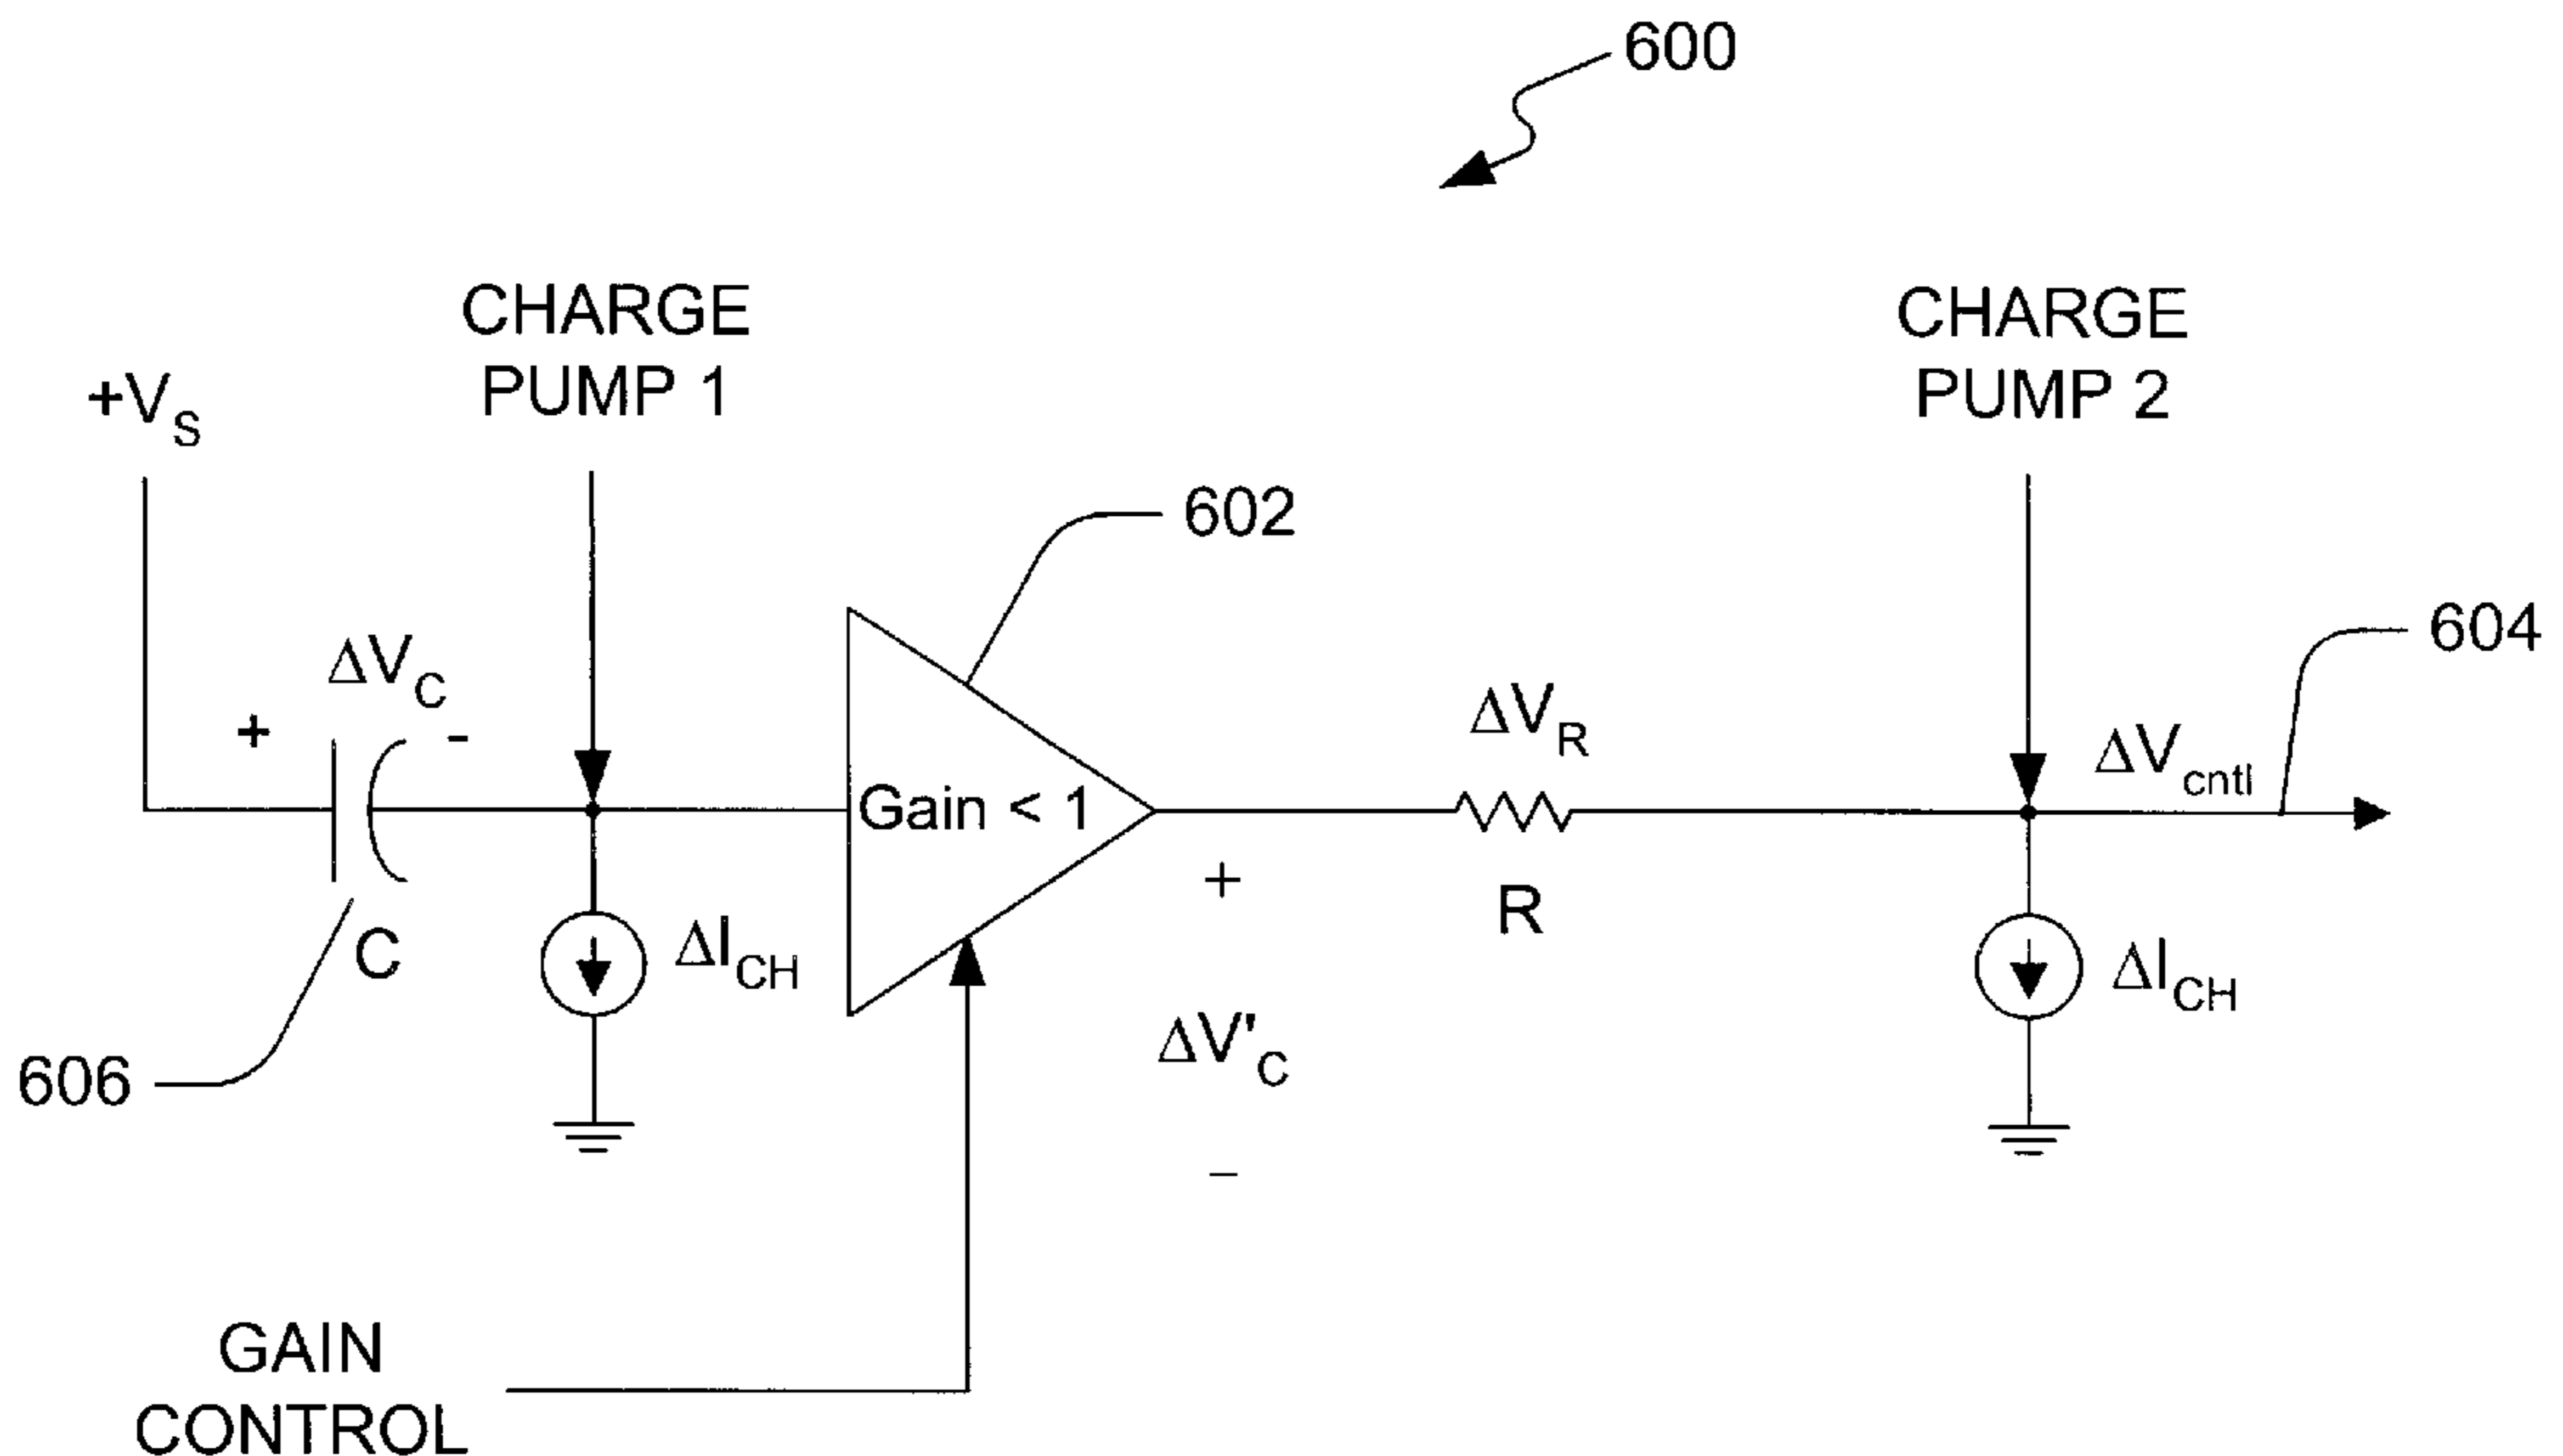 600
CHARGE
PUMP 1
CHARGE
PUMP 2
+V_S
602
604
ΔV_C
+
-
ΔV_R
ΔV_cntl
Gain < 1
+
R
C
ΔI_CH
ΔI_CH
ΔV'_C
606
−
GAIN
CONTROL